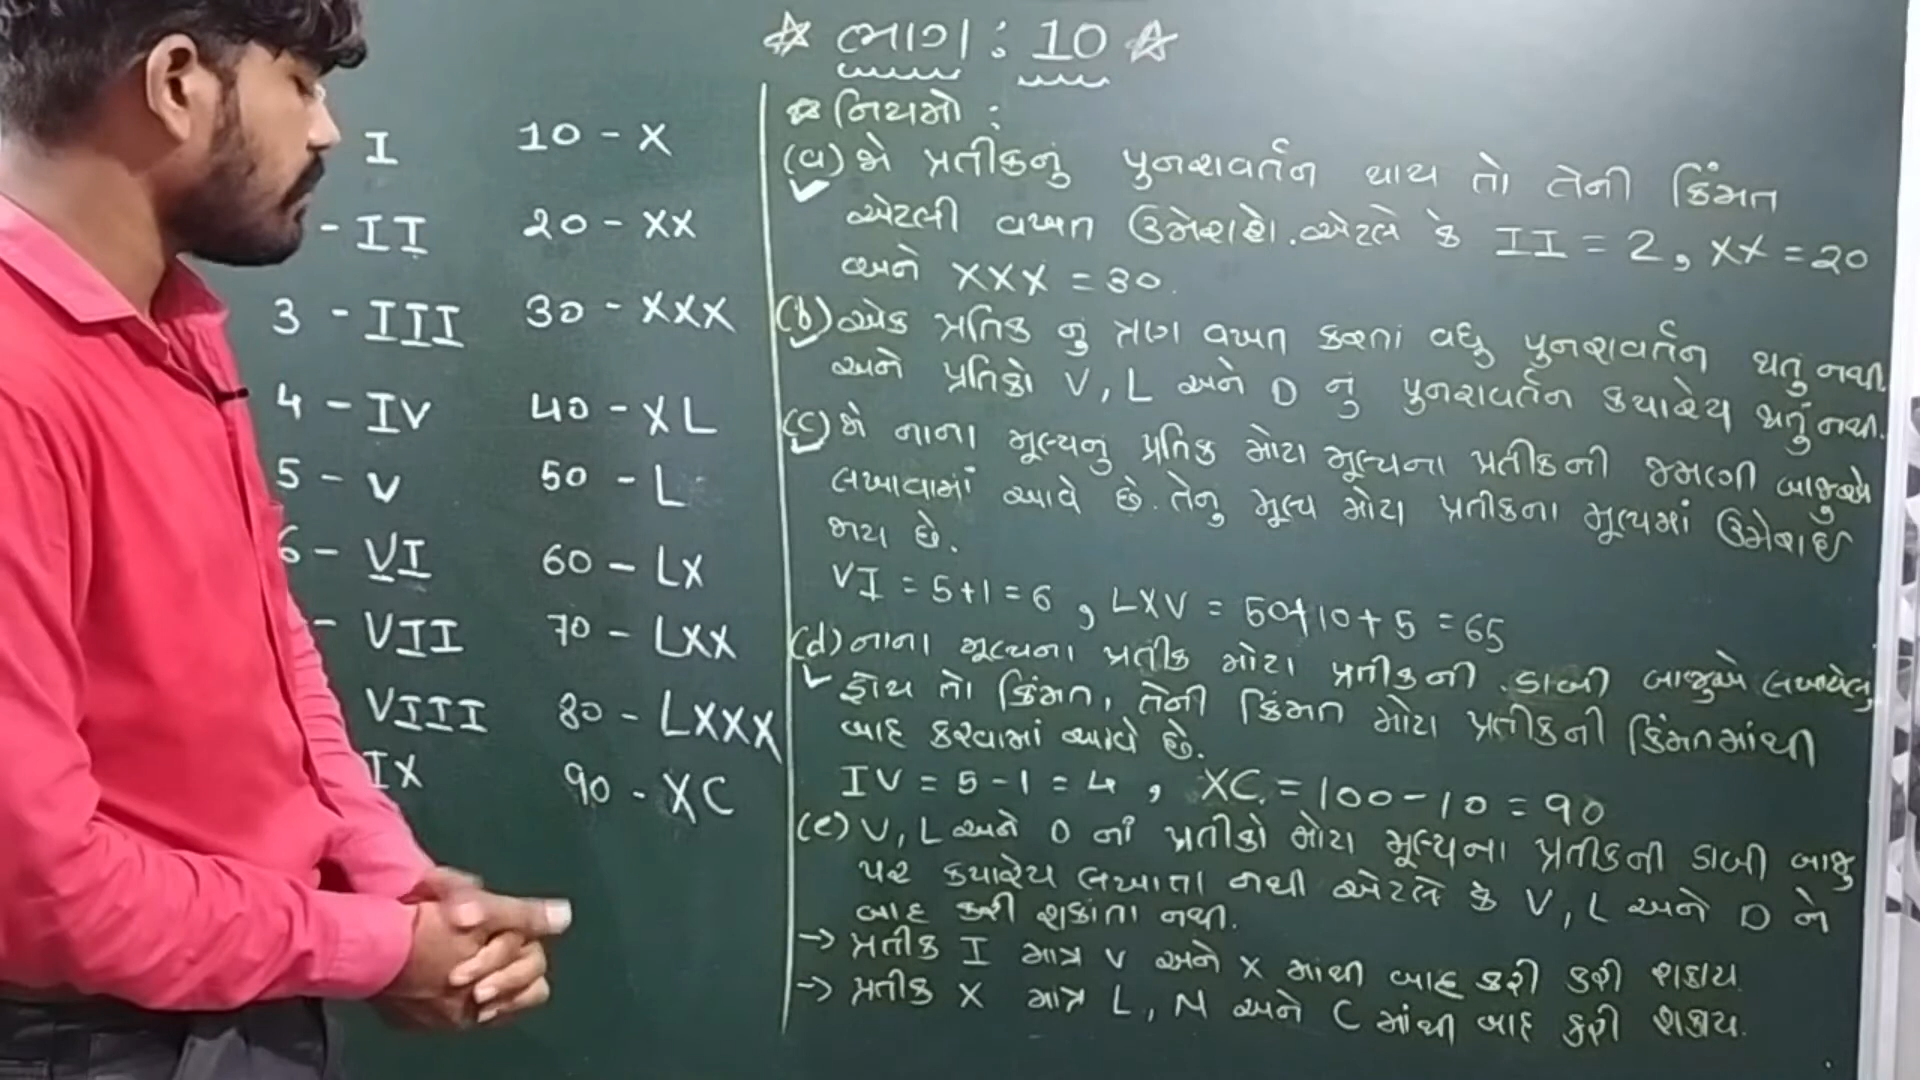 ☆ ભાગ : 10 ☆
I
- II
3 - III
4 - IV
5 - V
6 - VI
- VII
VIII
IX
10 - X
20 - XX
30 - XXX
40 - XL
50 - L
60 - LX
70 - LXX
80 - LXXX
90 - XC
☆ નિયમો :
(a) જો પ્રતીકનું પુનરાવર્તન થાય તો તેની કિંમત
એટલી વખત ઉમેરાશે. એટલે કે II = 2, XX = 20
અને XXX = 30.
(b) એક પ્રતિક નું ત્રણ વખત કરતાં વધુ પુનરાવર્તન થતું નથી.
અને પ્રતિકો V, L અને D નું પુનરાવર્તન કયારેય થતું નથી.
(c) જો નાના મૂલ્યનુ પ્રતિક મોટા મૂલ્યના પ્રતીકની જમણી બાજુએ
લખાવામાં આવે છે. તેનુ મૂલ્ય મોટા પ્રતીકના મૂલ્યમાં ઉમેરાઈ
જાય છે.
VI = 5+1 = 6 , LXV = 50+10+5 = 65
(d) નાના મૂલ્યના પ્રતીક મોટા પ્રતીકની ડાબી બાજુએ લખાયેલુ
હોય તો કિંમત, તેની કિંમત મોટા પ્રતીકની કિંમતમાંથી
બાદ કરવામાં આવે છે.
IV = 5 - 1 = 4 , XC = 100 - 10 = 90
(e) V, L અને D નાં પ્રતીકો મોટા મૂલ્યના પ્રતીકની ડાબી બાજુ
પર કયારેય લખાતા નથી એટલે કે V, L અને D ને
બાદ કરી શકાતા નથી.
→ પ્રતીક I માત્ર V અને X માંથી બાદ કરી કરી શકાય.
→ પ્રતીક X માત્ર L, M અને C માંથી બાદ કરી શકાય.